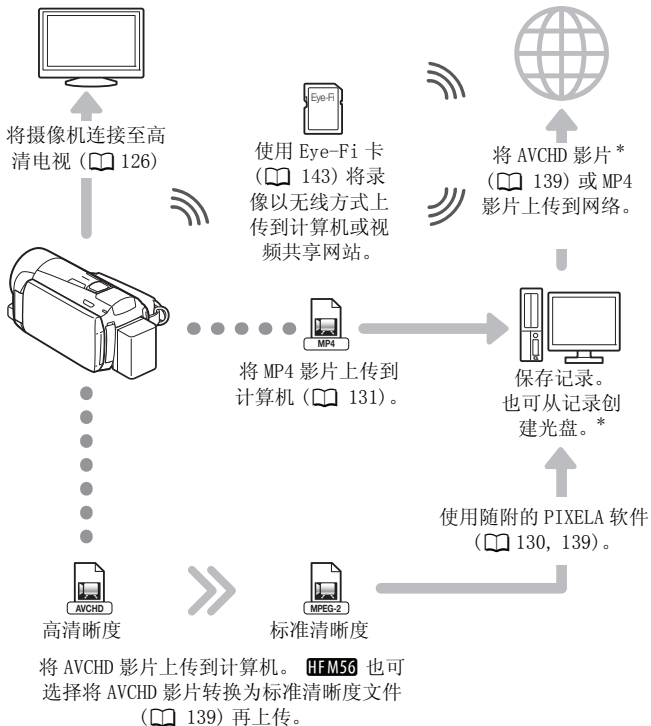 将摄像机连接至高
清电视 (126)
Eye-Fi
使用 Eye-Fi 卡
(143) 将录
像以无线方式上
传到计算机或视
频共享网站。
将 AVCHD 影片*
(139) 或 MP4
影片上传到网络。
MP4
将 MP4 影片上传到
计算机 (131)。
保存记录。
也可从记录创
建光盘。*
使用随附的 PIXELA 软件
(130, 139)。
AVCHD
高清晰度
MPEG-2
标准清晰度
将 AVCHD 影片上传到计算机。 HFM56 也可
选择将 AVCHD 影片转换为标准清晰度文件
(139) 再上传。